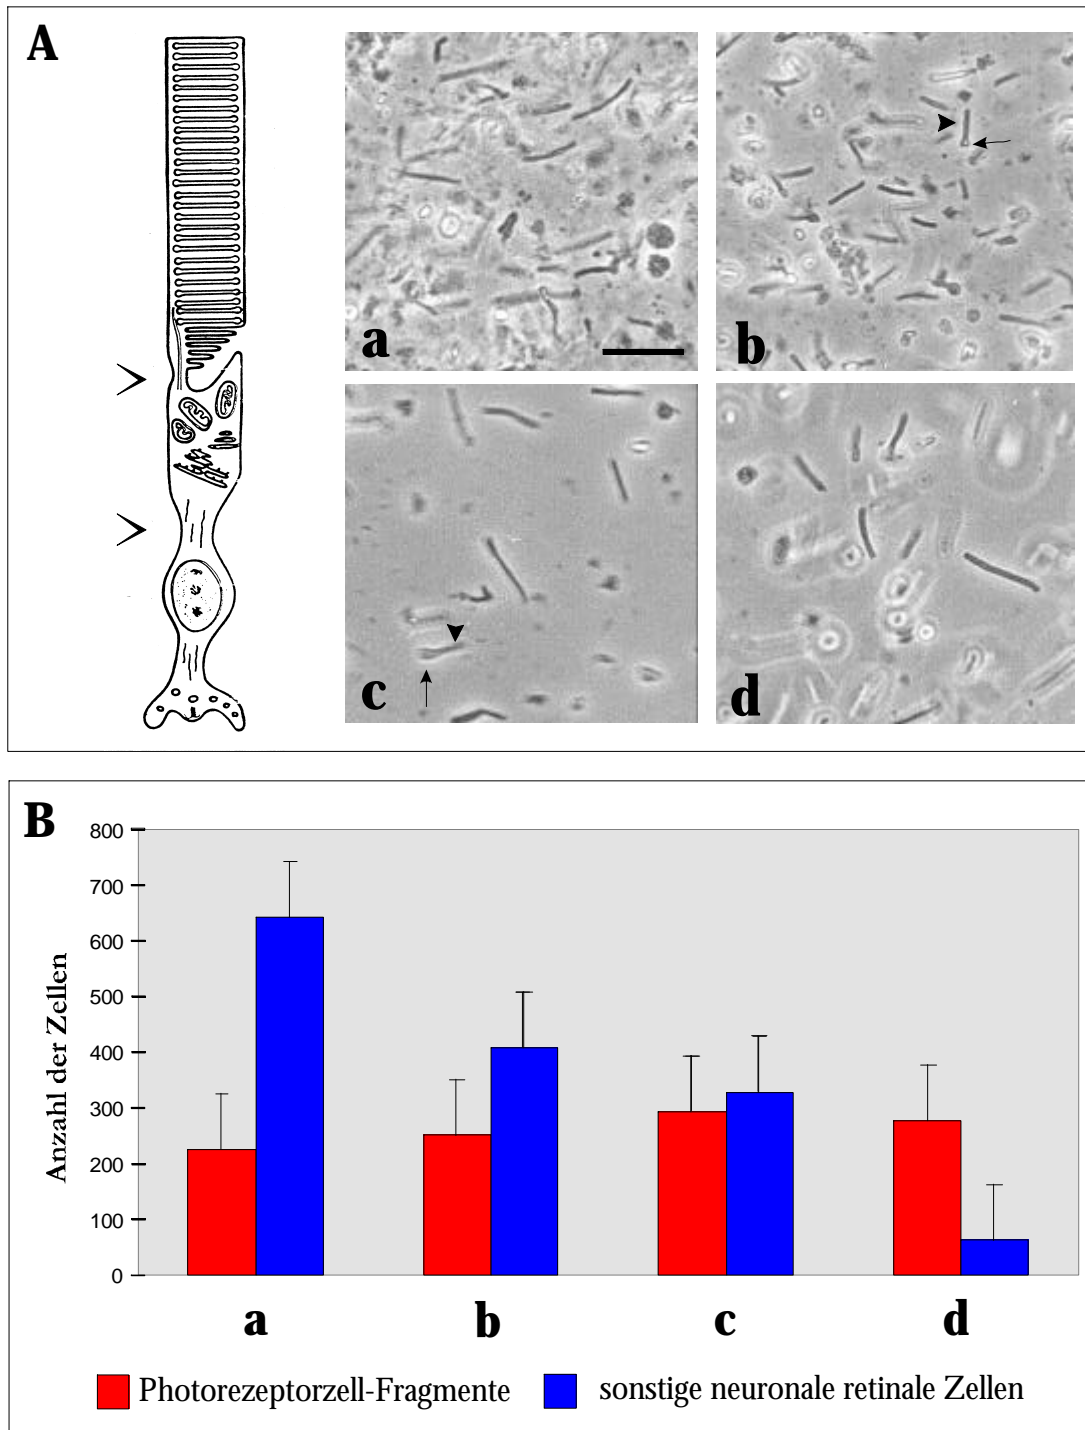 A
a
b
c
d
B
800
700
600
500
400
300
200
100
0
Anzahl der Zellen
a b c d
Photorezeptorzell-Fragmente sonstige neuronale retinale Zellen